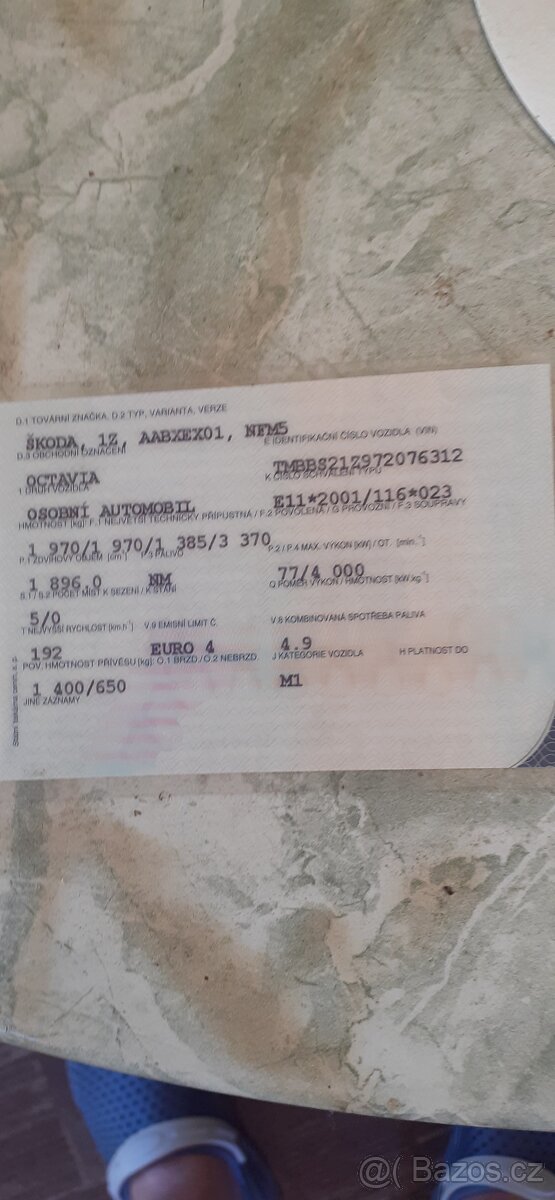 D.1 TOVÁRNÍ ZNAČKA, D.2 TYP, VARIANTA, VERZE
ŠKODA, 1Z, AABXEX01, NFM5
D.3 OBCHODNÍ OZNAČENÍ E IDENTIFIKAČNÍ ČÍSLO VOZIDLA (VIN)
OCTAVIA TMBBS21Z972076312
DRUH VOZIDLA K ČÍSLO SCHVÁLENÍ TYPU
OSOBNÍ AUTOMOBIL E11*2001/116*023
HMOTNOST [kg]: F.1 NEJVĚTŠÍ TECHNICKY PŘÍPUSTNÁ / F.2 POVOLENÁ / G PROVOZNÍ / F.3 SOUPRAVY
1 970/1 970/1 385/3 370
P.1 ZDVIHOVÝ OBJEM [cm³] P.3 PALIVO P.2 / P.4 MAX. VÝKON [kW] / OT. [min.⁻¹]
1 896,0 NM 77/4 000
S.1 / S.2 POČET MÍST K SEZENÍ / K STÁNÍ Q POMĚR VÝKON / HMOTNOST [kW.kg⁻¹]
5/0
T NEJVYŠŠÍ RYCHLOST [km.h⁻¹] V.9 EMISNÍ LIMIT Č. V.8 KOMBINOVANÁ SPOTŘEBA PALIVA
192 EURO 4 4.9
POV. HMOTNOST PŘÍVĚSU [kg]: O.1 BRZD./O.2 NEBRZD. J KATEGORIE VOZIDLA H PLATNOST DO
1 400/650 M1
JINÉ ZÁZNAMY
Státní tiskárna cenin, s. p.
@( Bazos.cz